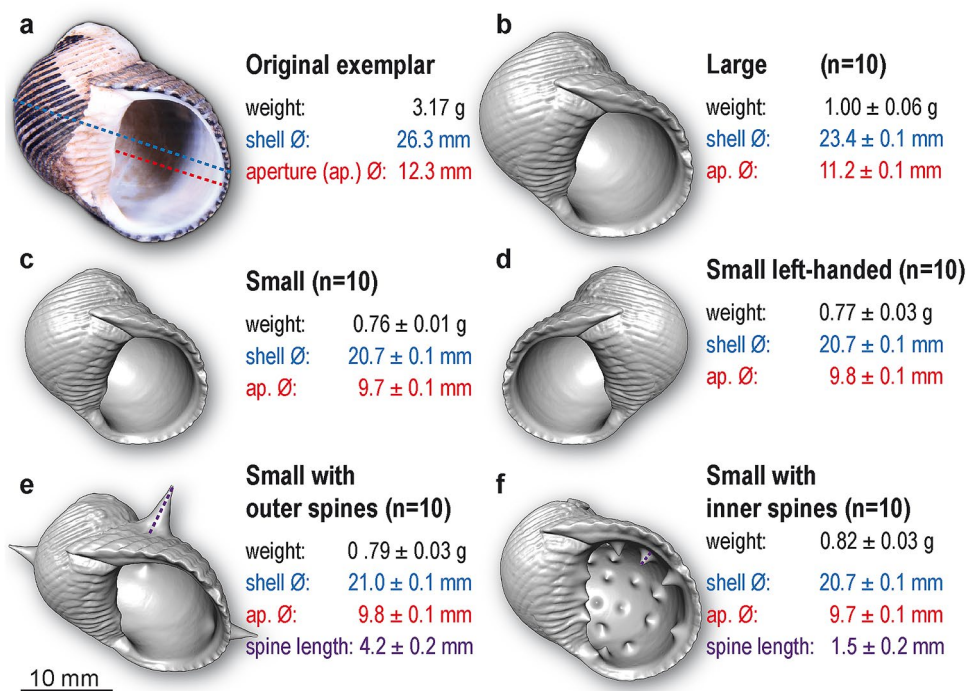 a
Original exemplar
weight: 3.17 g
shell Ø: 26.3 mm
aperture (ap.) Ø: 12.3 mm
b
Large (n=10)
weight: 1.00 ± 0.06 g
shell Ø: 23.4 ± 0.1 mm
ap. Ø: 11.2 ± 0.1 mm
c
Small (n=10)
weight: 0.76 ± 0.01 g
shell Ø: 20.7 ± 0.1 mm
ap. Ø: 9.7 ± 0.1 mm
d
Small left-handed (n=10)
weight: 0.77 ± 0.03 g
shell Ø: 20.7 ± 0.1 mm
ap. Ø: 9.8 ± 0.1 mm
e
Small with
outer spines (n=10)
weight: 0 .79 ± 0.03 g
shell Ø: 21.0 ± 0.1 mm
ap. Ø: 9.8 ± 0.1 mm
spine length: 4.2 ± 0.2 mm
10 mm
f
Small with
inner spines (n=10)
weight: 0.82 ± 0.03 g
shell Ø: 20.7 ± 0.1 mm
ap. Ø: 9.7 ± 0.1 mm
spine length: 1.5 ± 0.2 mm